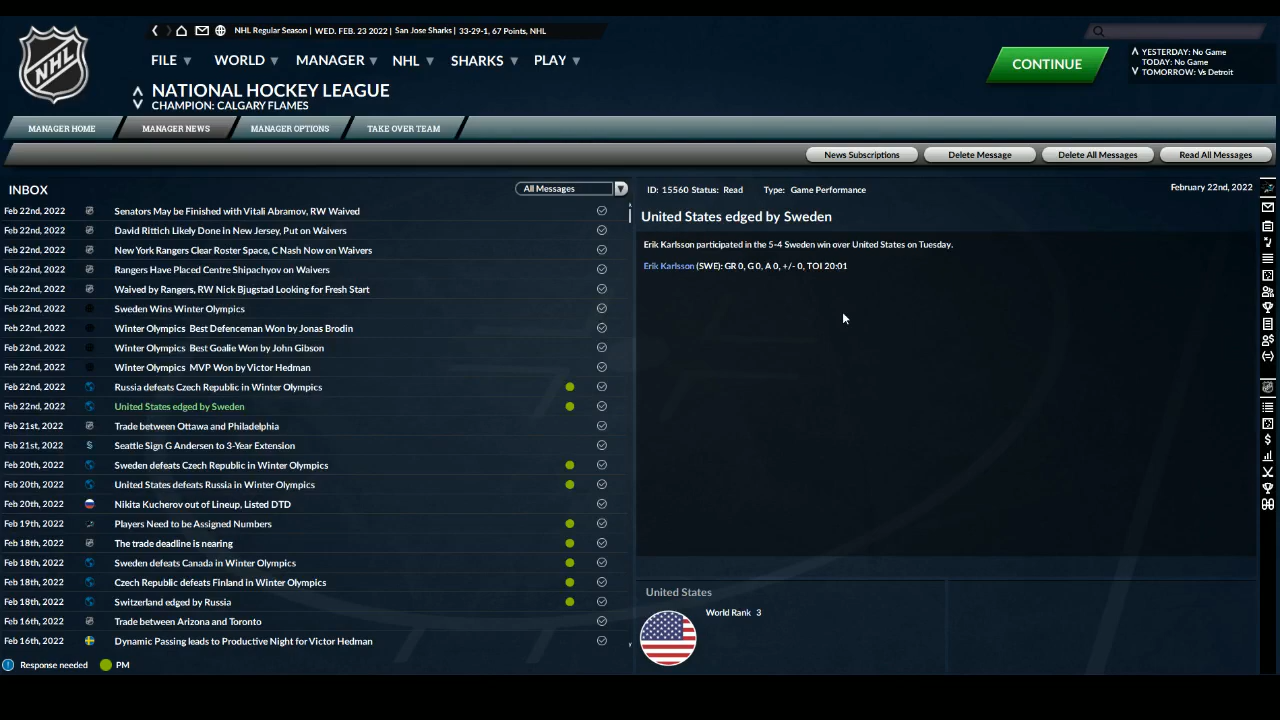 NHL
NHL Regular Season | WED. FEB. 23 2022 | San Jose Sharks | 33-29-1, 67 Points, NHL
FILE WORLD MANAGER NHL SHARKS PLAY
CONTINUE
YESTERDAY: No Game
TODAY: No Game
TOMORROW: Vs Detroit
NATIONAL HOCKEY LEAGUE
CHAMPION: CALGARY FLAMES
MANAGER HOME MANAGER NEWS MANAGER OPTIONS TAKE OVER TEAM
News Subscriptions Delete Message Delete All Messages Read All Messages
INBOX All Messages
Feb 22nd, 2022 Senators May be Finished with Vitali Abramov, RW Waived
Feb 22nd, 2022 David Rittich Likely Done in New Jersey, Put on Waivers
Feb 22nd, 2022 New York Rangers Clear Roster Space, C Nash Now on Waivers
Feb 22nd, 2022 Rangers Have Placed Centre Shipachyov on Waivers
Feb 22nd, 2022 Waived by Rangers, RW Nick Bjugstad Looking for Fresh Start
Feb 22nd, 2022 Sweden Wins Winter Olympics
Feb 22nd, 2022 Winter Olympics Best Defenceman Won by Jonas Brodin
Feb 22nd, 2022 Winter Olympics Best Goalie Won by John Gibson
Feb 22nd, 2022 Winter Olympics MVP Won by Victor Hedman
Feb 22nd, 2022 Russia defeats Czech Republic in Winter Olympics
Feb 22nd, 2022 United States edged by Sweden
Feb 21st, 2022 Trade between Ottawa and Philadelphia
Feb 21st, 2022 Seattle Sign G Andersen to 3-Year Extension
Feb 20th, 2022 Sweden defeats Czech Republic in Winter Olympics
Feb 20th, 2022 United States defeats Russia in Winter Olympics
Feb 20th, 2022 Nikita Kucherov out of Lineup, Listed DTD
Feb 19th, 2022 Players Need to be Assigned Numbers
Feb 18th, 2022 The trade deadline is nearing
Feb 18th, 2022 Sweden defeats Canada in Winter Olympics
Feb 18th, 2022 Czech Republic defeats Finland in Winter Olympics
Feb 18th, 2022 Switzerland edged by Russia
Feb 16th, 2022 Trade between Arizona and Toronto
Feb 16th, 2022 Dynamic Passing leads to Productive Night for Victor Hedman
Response needed PM
ID: 15560 Status: Read Type: Game Performance February 22nd, 2022
United States edged by Sweden
Erik Karlsson participated in the 5-4 Sweden win over United States on Tuesday.
Erik Karlsson (SWE): GR 0, G 0, A 0, +/- 0, TOI 20:01
United States
World Rank 3